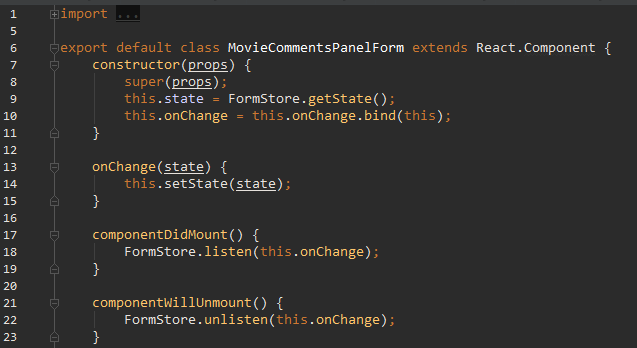 1 import ...
5
6 export default class MovieCommentsPanelForm extends React.Component {
7 constructor(props) {
8 super(props);
9 this.state = FormStore.getState();
10 this.onChange = this.onChange.bind(this);
11 }
12
13 onChange(state) {
14 this.setState(state);
15 }
16
17 componentDidMount() {
18 FormStore.listen(this.onChange);
19 }
20
21 componentWillUnmount() {
22 FormStore.unlisten(this.onChange);
23 }